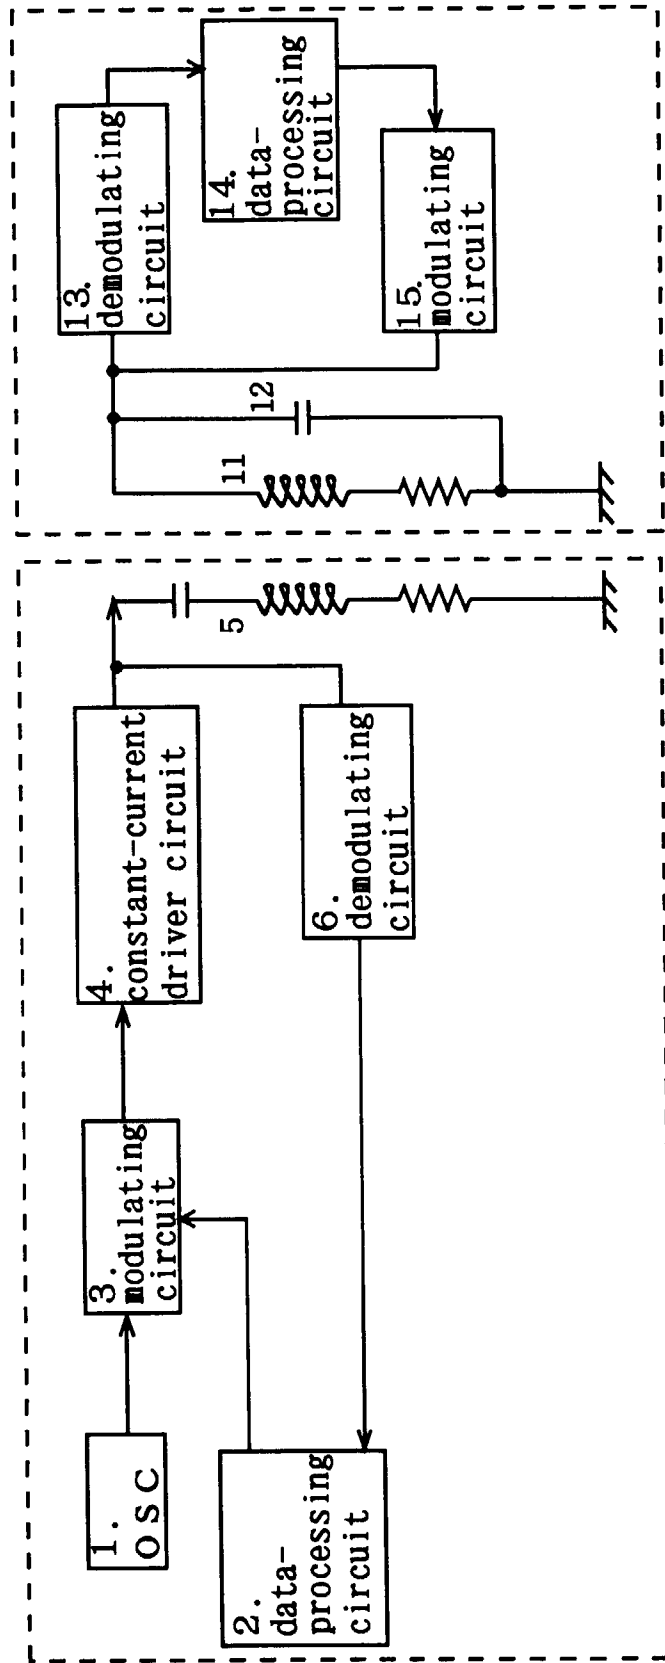 1.
OSC
2.
data-
processing
circuit
3.
modulating
circuit
4.
constant-current
driver circuit
5
6.
demodulating
circuit
11
12
13.
demodulating
circuit
14.
data-
processing
circuit
15.
modulating
circuit